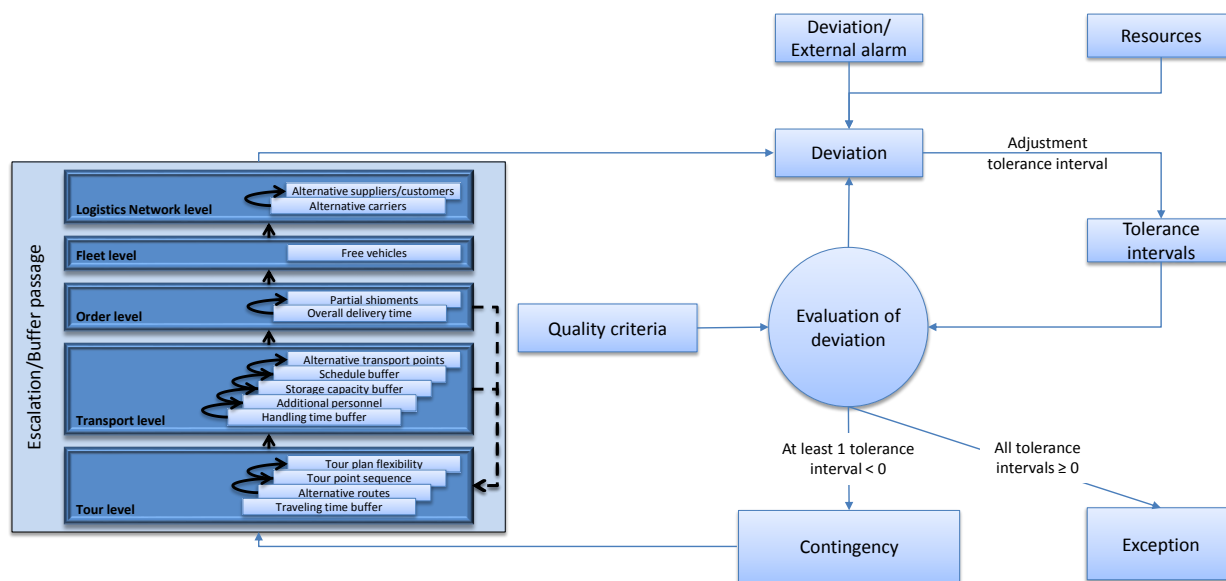 Deviation/
External alarm
Resources
Deviation
Adjustment
tolerance interval
Tolerance
intervals
Escalation/Buffer passage
Alternative suppliers/customers
Alternative carriers
Logistics Network level
Free vehicles
Fleet level
Partial shipments
Overall delivery time
Order level
Alternative transport points
Schedule buffer
Storage capacity buffer
Additional personnel
Handling time buffer
Transport level
Tour plan flexibility
Tour point sequence
Alternative routes
Traveling time buffer
Tour level
Quality criteria
Evaluation of
deviation
At least 1 tolerance
interval < 0
All tolerance
intervals ≥ 0
Contingency
Exception